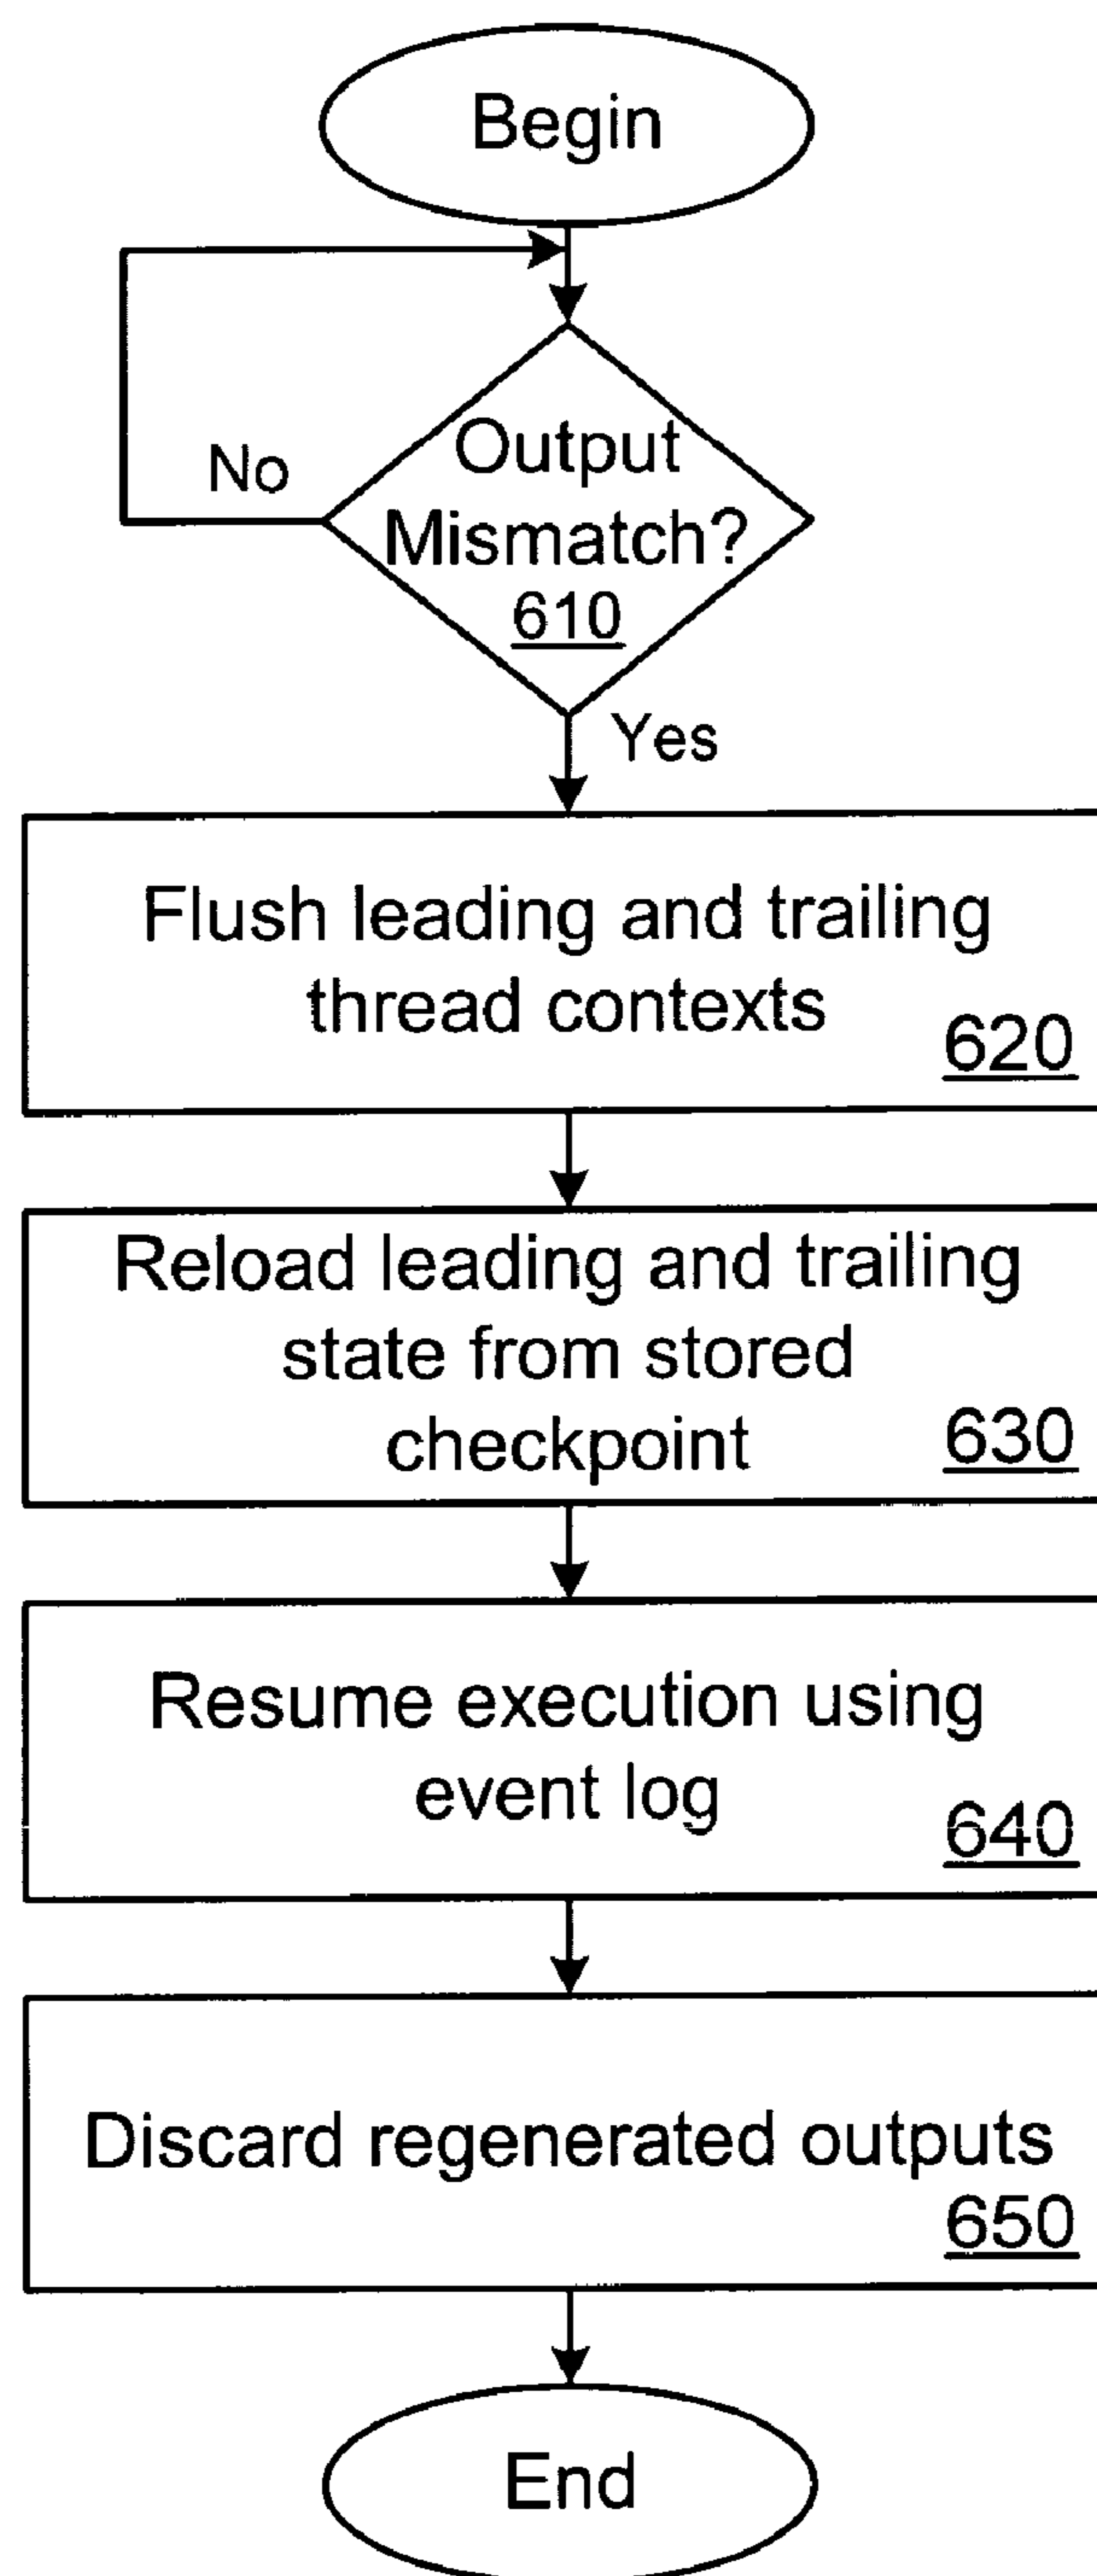 Begin
Output
Mismatch?
610
No
Yes
Flush leading and trailing
thread contexts
620
Reload leading and trailing
state from stored
checkpoint
630
Resume execution using
event log
640
Discard regenerated outputs
650
End